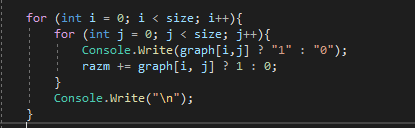 for (int i = 0; i < size; i++){
for (int j = 0; j < size; j++){
Console.Write(graph[i,j] ? "1" : "0");
razm += graph[i, j] ? 1 : 0;
}
Console.Write("\n");
}